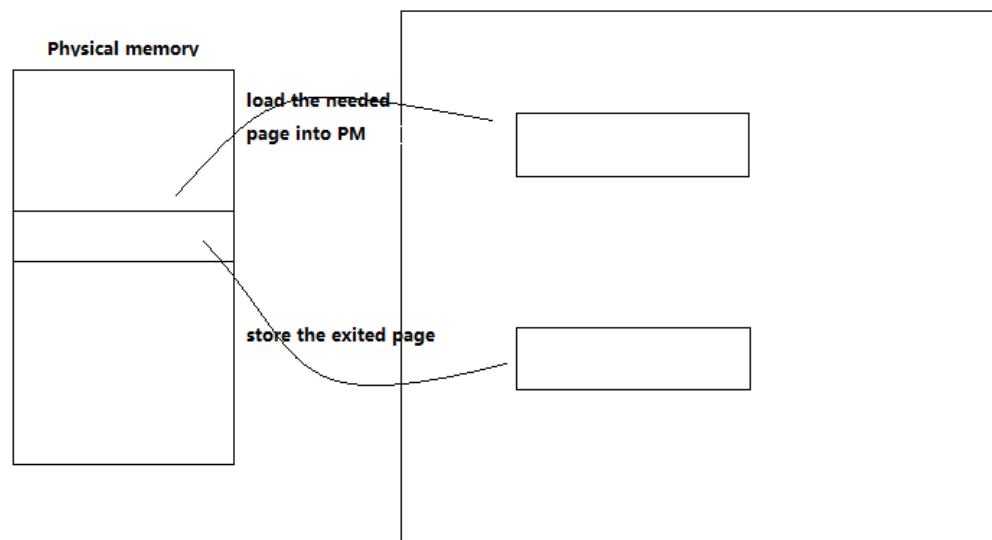 Physical memory
load the needed
page into PM
store the exited page